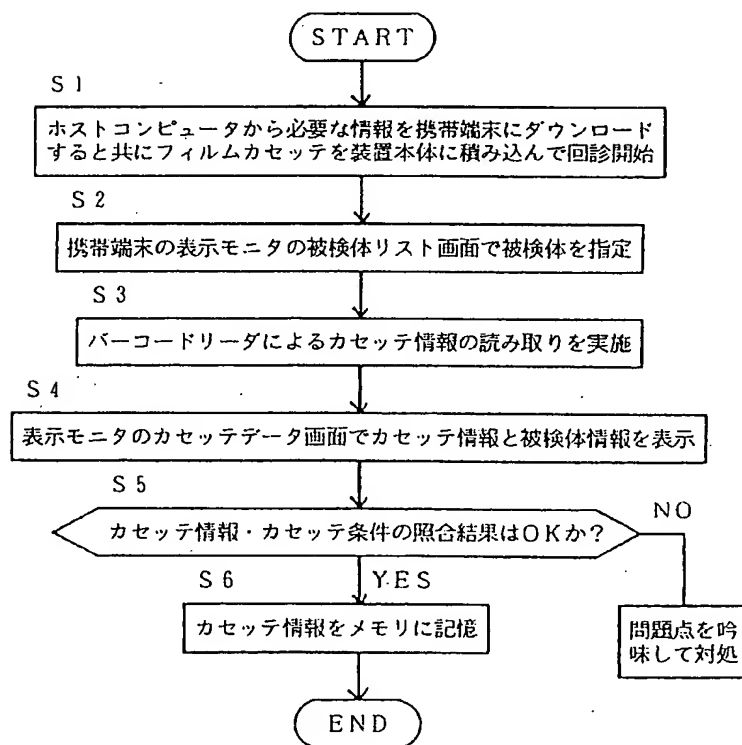 START
S1
ホストコンピュータから必要な情報を携帯端末にダウンロード
すると共にフィルムカセッテを装置本体に積み込んで回診開始
S2
携帯端末の表示モニタの被検体リスト画面で被検体を指定
S3
バーコードリーダによるカセッテ情報の読み取りを実施
S4
表示モニタのカセッテデータ画面でカセッテ情報と被検体情報を表示
S5
カセッテ情報・カセッテ条件の照合結果はOKか?
NO
S6
YES
カセッテ情報をメモリに記憶
問題点を吟
味して対処
END